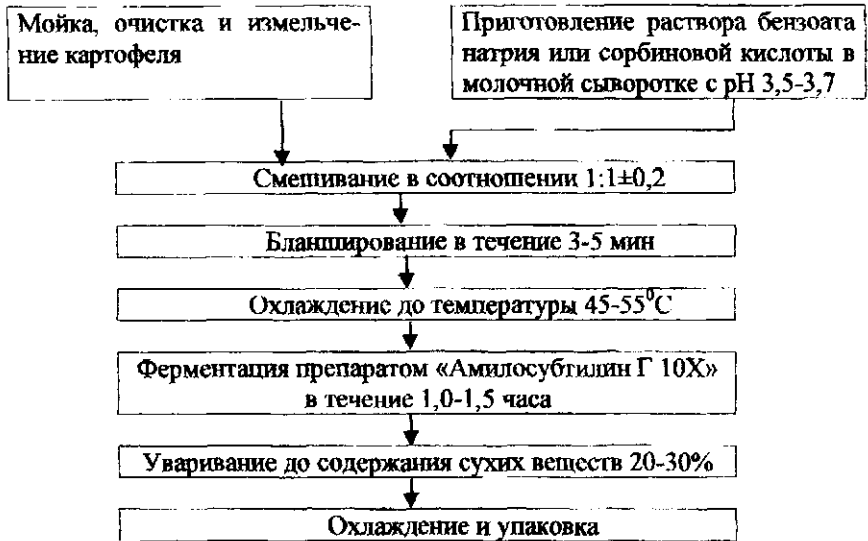 Мойка, очистка и измельче-
ние картофеля
Приготовление раствора бензоата
натрия или сорбиновой кислоты в
молочной сыворотке с pH 3,5-3,7
Смешивание в соотношении 1:1±0,2
Бланширование в течение 3-5 мин
Охлаждение до температуры 45-55⁰С
Ферментация препаратом «Амилосубтилин Г 10Х»
в течение 1,0-1,5 часа
Уваривание до содержания сухих веществ 20-30%
Охлаждение и упаковка